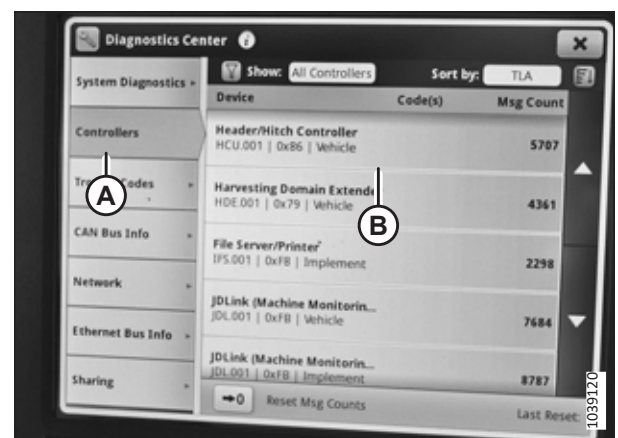 Diagnostics Center
System Diagnostics
Controllers
Codes
CAN Bus Info
Network
Ethernet Bus Info
Sharing
Show: All Controllers Sort by: TLA
Device Code(s) Msg Count
Header/Hitch Controller
HCU.001 | 0x86 | Vehicle 5707
Harvesting Domain Extende
HDE.001 | 0x79 | Vehicle 4361
File Server/Printer
IFS.001 | 0xF8 | Implement 2298
JDLink (Machine Monitorin...
JDL.001 | 0xFB | Vehicle 7684
JDLink (Machine Monitorin...
JDL.001 | 0xFB | Implement 8787
→0 Reset Msg Counts Last Reset:
A
B
1039120